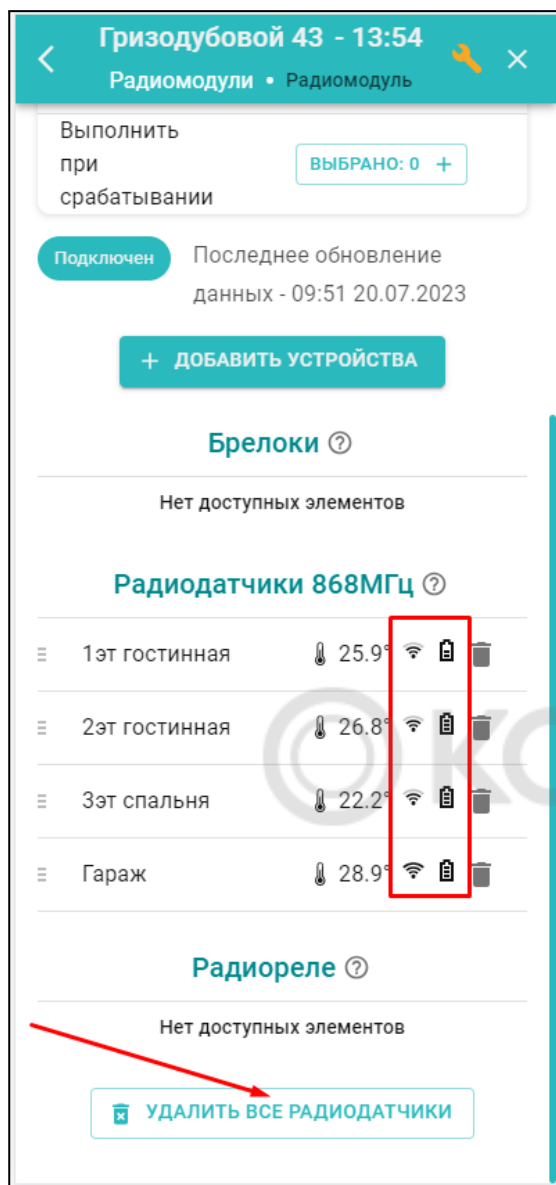 Гризодубовой 43 - 13:54
Радиомодули • Радиомодуль
Выполнить
при
срабатывании
ВЫБРАНО: 0 +
Подключен
Последнее обновление
данных - 09:51 20.07.2023
+ ДОБАВИТЬ УСТРОЙСТВА
Брелоки ?
Нет доступных элементов
Радиодатчики 868МГц ?
1эт гостинная 25.9°
2эт гостинная 26.8°
3эт спальня 22.2°
Гараж 28.9°
Радиореле ?
Нет доступных элементов
УДАЛИТЬ ВСЕ РАДИОДАТЧИКИ